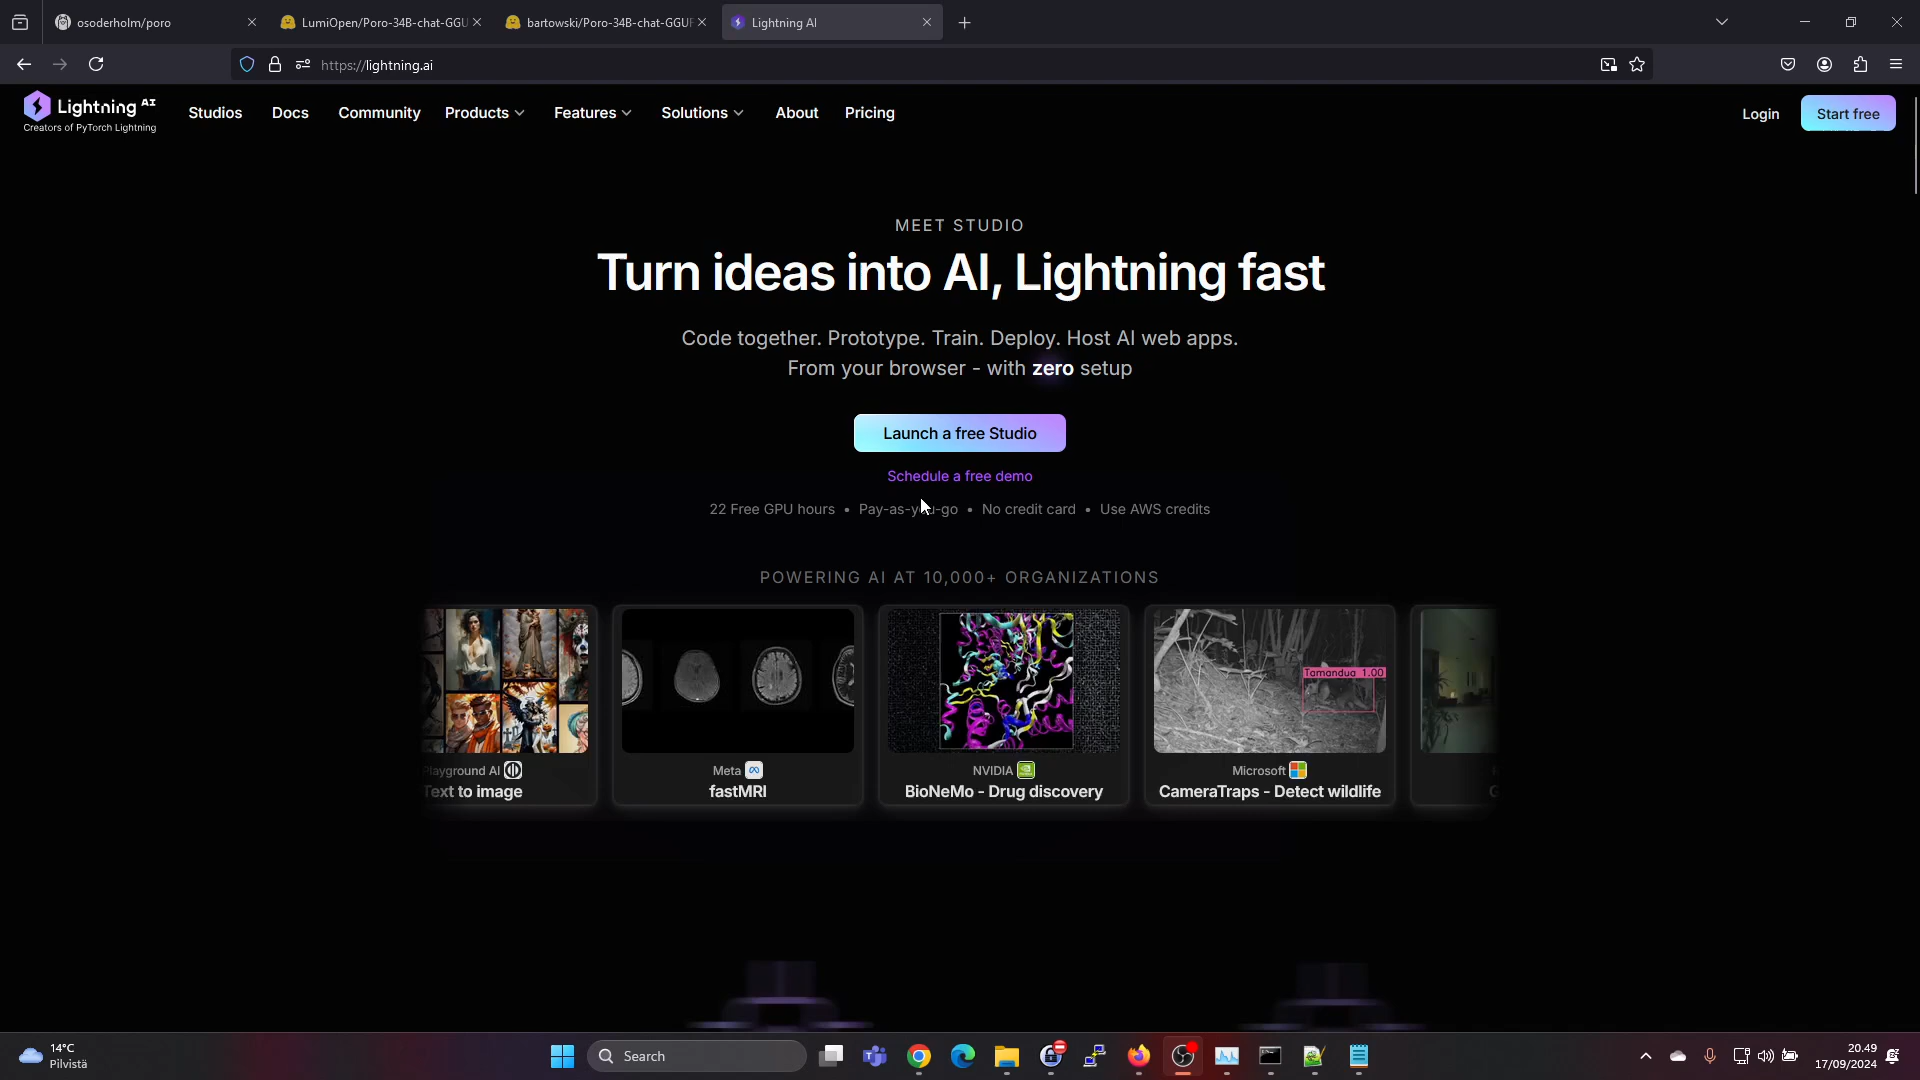 osoderholm/poro
LumiOpen/Poro-34B-chat-GGU
bartowski/Poro-34B-chat-GGUF
Lightning AI
https://lightning.ai
Lightning AI
Creators of PyTorch Lightning
Studios
Docs
Community
Products
Features
Solutions
About
Pricing
Login
Start free
MEET STUDIO
Turn ideas into AI, Lightning fast
Code together. Prototype. Train. Deploy. Host AI web apps.
From your browser - with zero setup
Launch a free Studio
Schedule a free demo
22 Free GPU hours • Pay-as-you-go • No credit card • Use AWS credits
POWERING AI AT 10,000+ ORGANIZATIONS
Tamandua 1.00
Playground AI
Text to image
Meta
fastMRI
NVIDIA
BioNeMo - Drug discovery
Microsoft
CameraTraps - Detect wildlife
14°C
Pilvistä
Search
20.49
17/09/2024